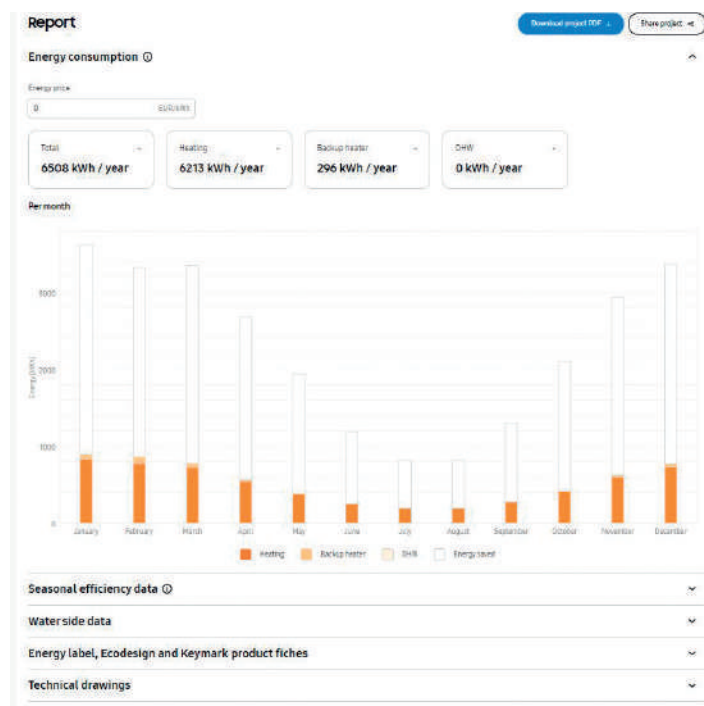 Report
Download project PDF
Share project
Energy consumption
Energy price
0 EUR/kWh
Total
6508 kWh / year
Heating
6213 kWh / year
Backup heater
296 kWh / year
DHW
0 kWh / year
Per month
3000
2000
1000
0
Energy [kWh]
January February March April May June July August September October November December
Heating Backup heater DHW Energy saved
Seasonal efficiency data
Water side data
Energy label, Ecodesign and Keymark product fiches
Technical drawings